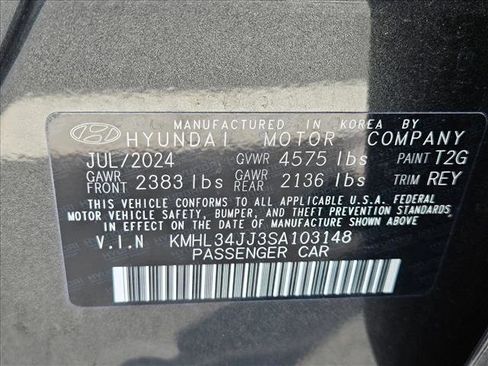 MANUFACTURED IN KOREA BY
HYUNDAI MOTOR COMPANY
JUL/2024 GVWR 4575 lbs PAINT T2G
GAWR FRONT 2383 lbs GAWR REAR 2136 lbs TRIM REY
THIS VEHICLE CONFORMS TO ALL APPLICABLE U.S.A. FEDERAL
MOTOR VEHICLE SAFETY, BUMPER, AND THEFT PREVENTION STANDARDS
IN EFFECT ON THE DATE OF MANUFACTURE SHOWN ABOVE.
V.I.N KMHL34JJ3SA103148
PASSENGER CAR